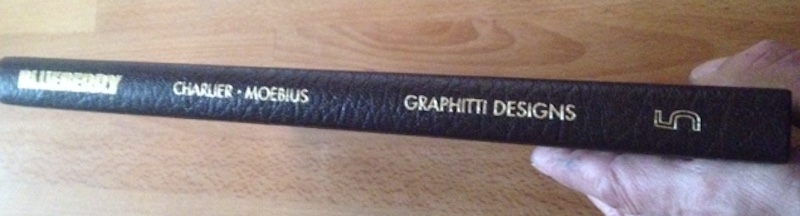 BLUEBERRY
CHARLIER · MOEBIUS
GRAPHITTI DESIGNS
5